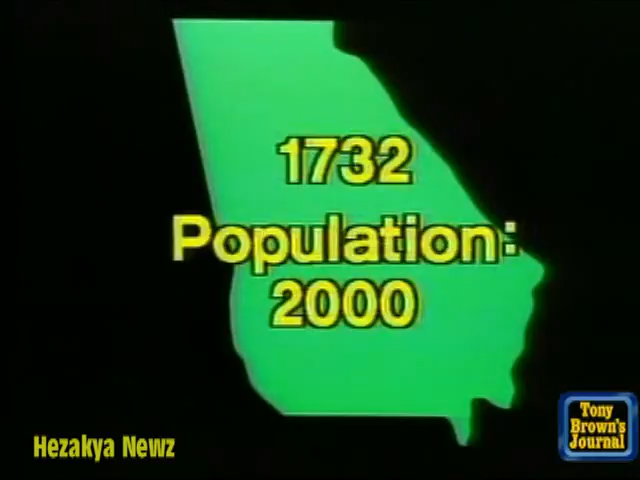 1732
Population:
2000
Hezakya Newz
Tony
Brown's
Journal